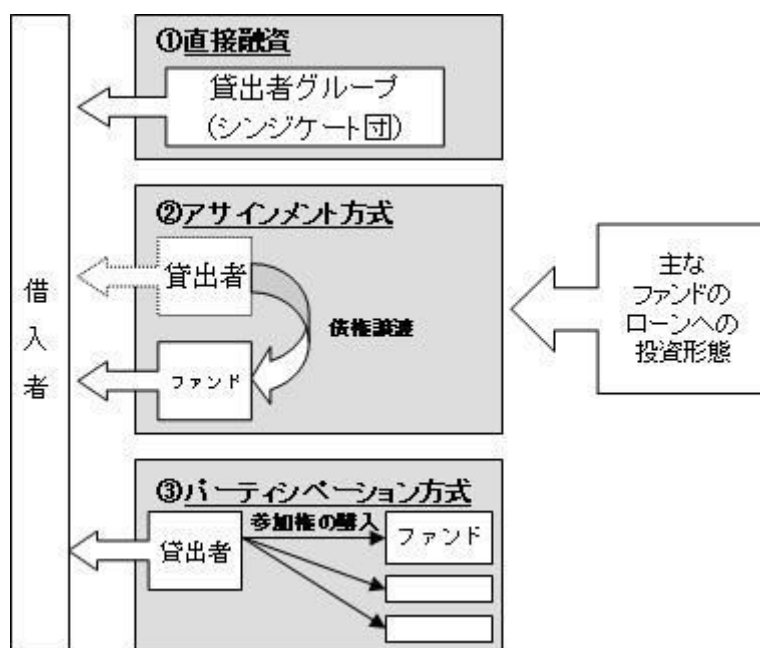 ①直接融資
貸出者グループ
(シンジケート団)
②アサインメント方式
貸出者
債権譲渡
ファンド
借入者
主な
ファンドの
ローンへの
投資形態
③パーティシペーション方式
参加権の購入
貸出者
ファンド